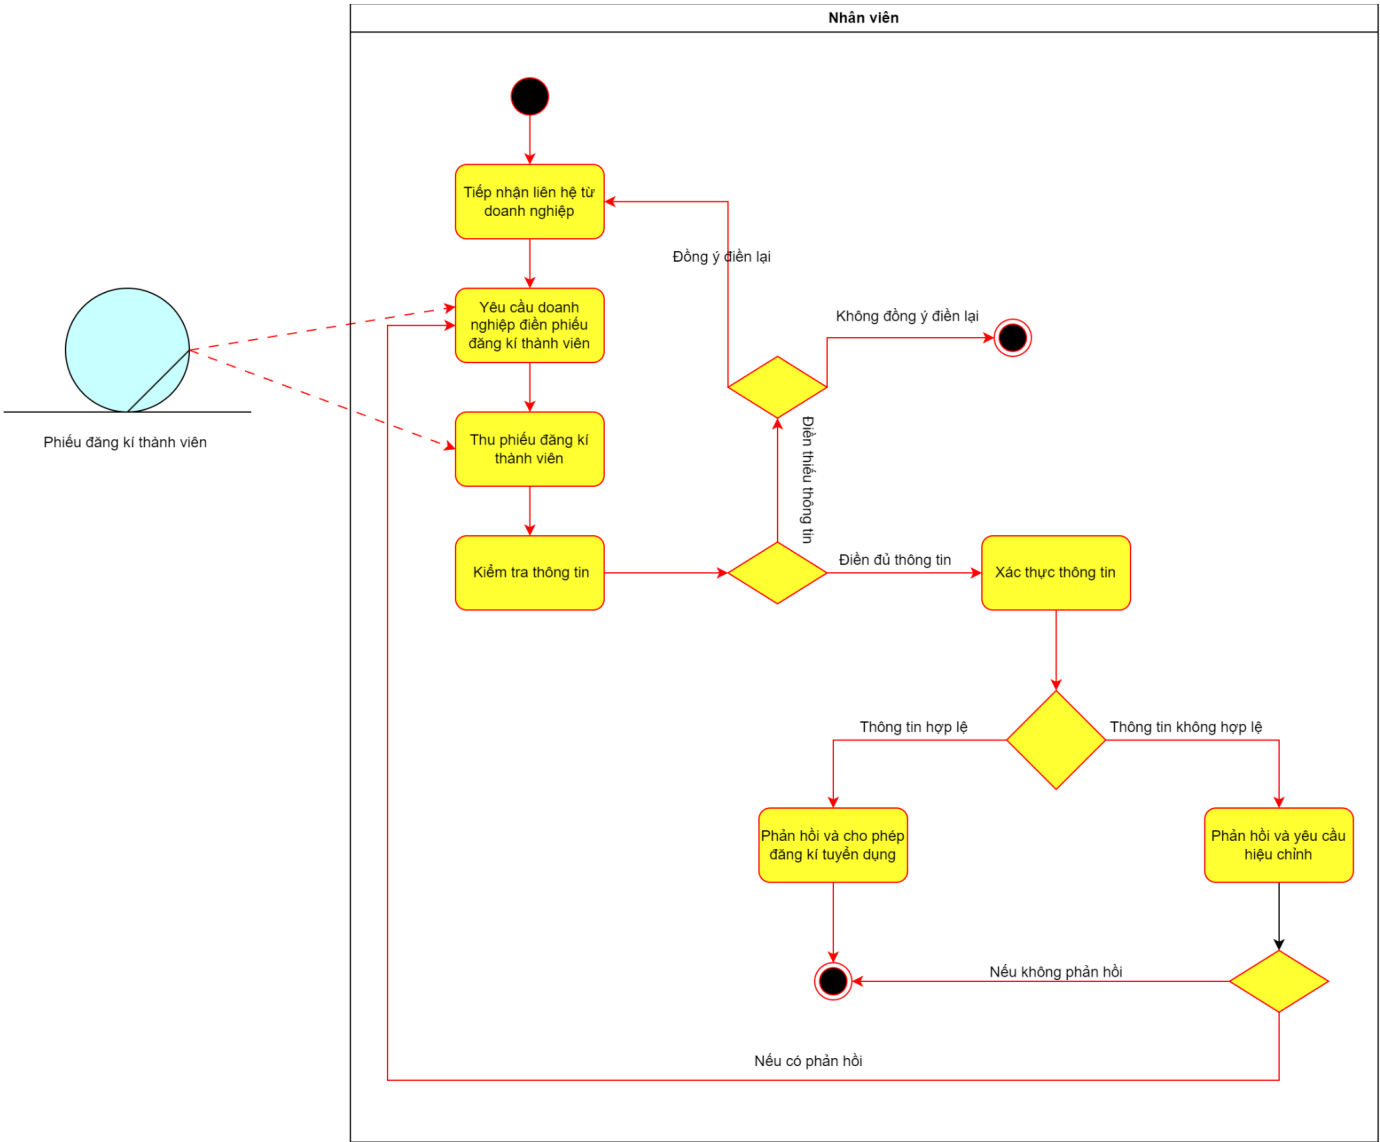 Nhân viên
Tiếp nhận liên hệ từ
doanh nghiệp
Đồng ý điền lại
Yêu cầu doanh
nghiệp điền phiếu
đăng kí thành viên
Không đồng ý điền lại
Phiếu đăng kí thành viên
Thu phiếu đăng kí
thành viên
Điền thiếu thông tin
Kiểm tra thông tin
Điền đủ thông tin
Xác thực thông tin
Thông tin hợp lệ
Thông tin không hợp lệ
Phản hồi và cho phép
đăng kí tuyển dụng
Phản hồi và yêu cầu
hiệu chỉnh
Nếu không phản hồi
Nếu có phản hồi